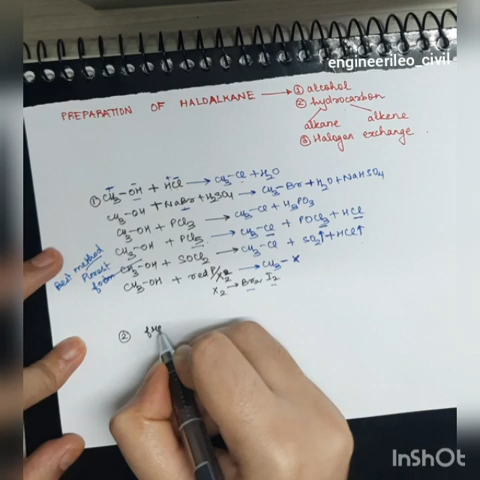 engineerileo_civil
PREPARATION OF HALOALKANE → ① alcohol
② hydrocarbon
alkane alkene
③ Halogen exchange.
① CH3-OH + HCl → CH3-Cl + H2O
CH3-OH + NaBr + H2SO4 → CH3-Br + H2O + NaHSO4
CH3-OH + PCl3 → CH3-Cl + H3PO3
CH3-OH + PCl5 → CH3-Cl + POCl3 + HCl
Best method
Purest
form CH3-OH + SOCl2 → CH3-Cl + SO2↑ + HCl↑
CH3-OH + red P/X2 → CH3-X
X2 → Br2, I2
② fre
InShOt